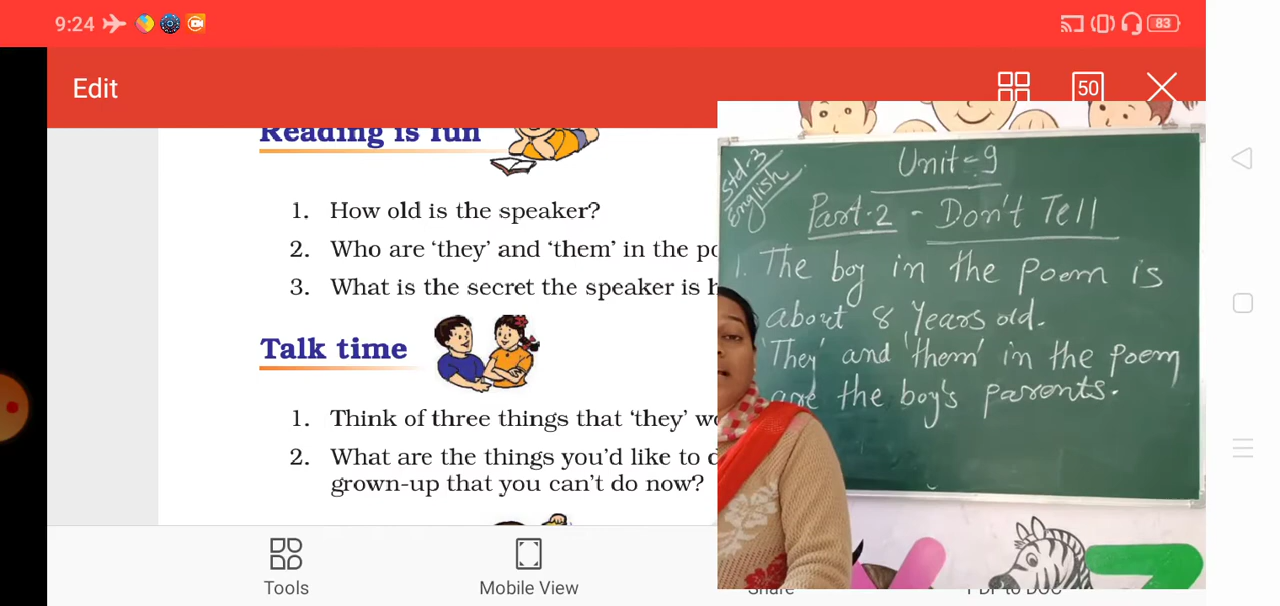 9:24
83
Edit
50
Reading is fun
1. How old is the speaker?
2. Who are 'they' and 'them' in the
3. What is the secret the speaker is
Talk time
1. Think of three things that 'they'
2. What are the things you'd like to
grown-up that you can't do now?
Tools
Mobile View
Std-3
English
Unit-9
Part-2 - Don't Tell
1. The boy in the Poem is
about 8 Years old.
'They' and 'them' in the poem
are the boy's parents.
Share
PDF to DOC